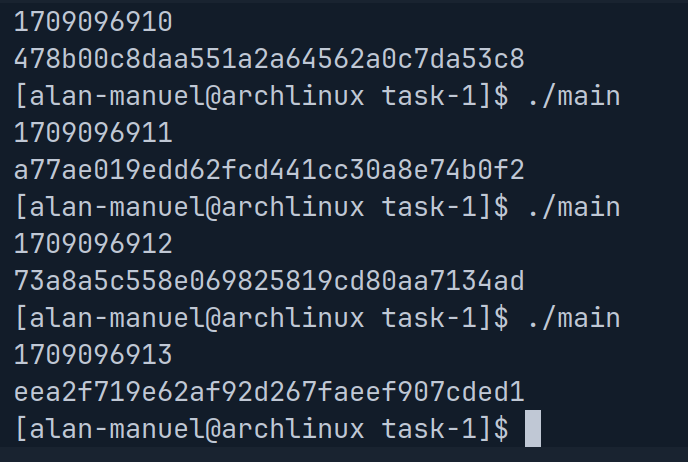 1709096910
478b00c8daa551a2a64562a0c7da53c8
[alan-manuel@archlinux task-1]$ ./main
1709096911
a77ae019edd62fcd441cc30a8e74b0f2
[alan-manuel@archlinux task-1]$ ./main
1709096912
73a8a5c558e069825819cd80aa7134ad
[alan-manuel@archlinux task-1]$ ./main
1709096913
eea2f719e62af92d267faeef907cded1
[alan-manuel@archlinux task-1]$